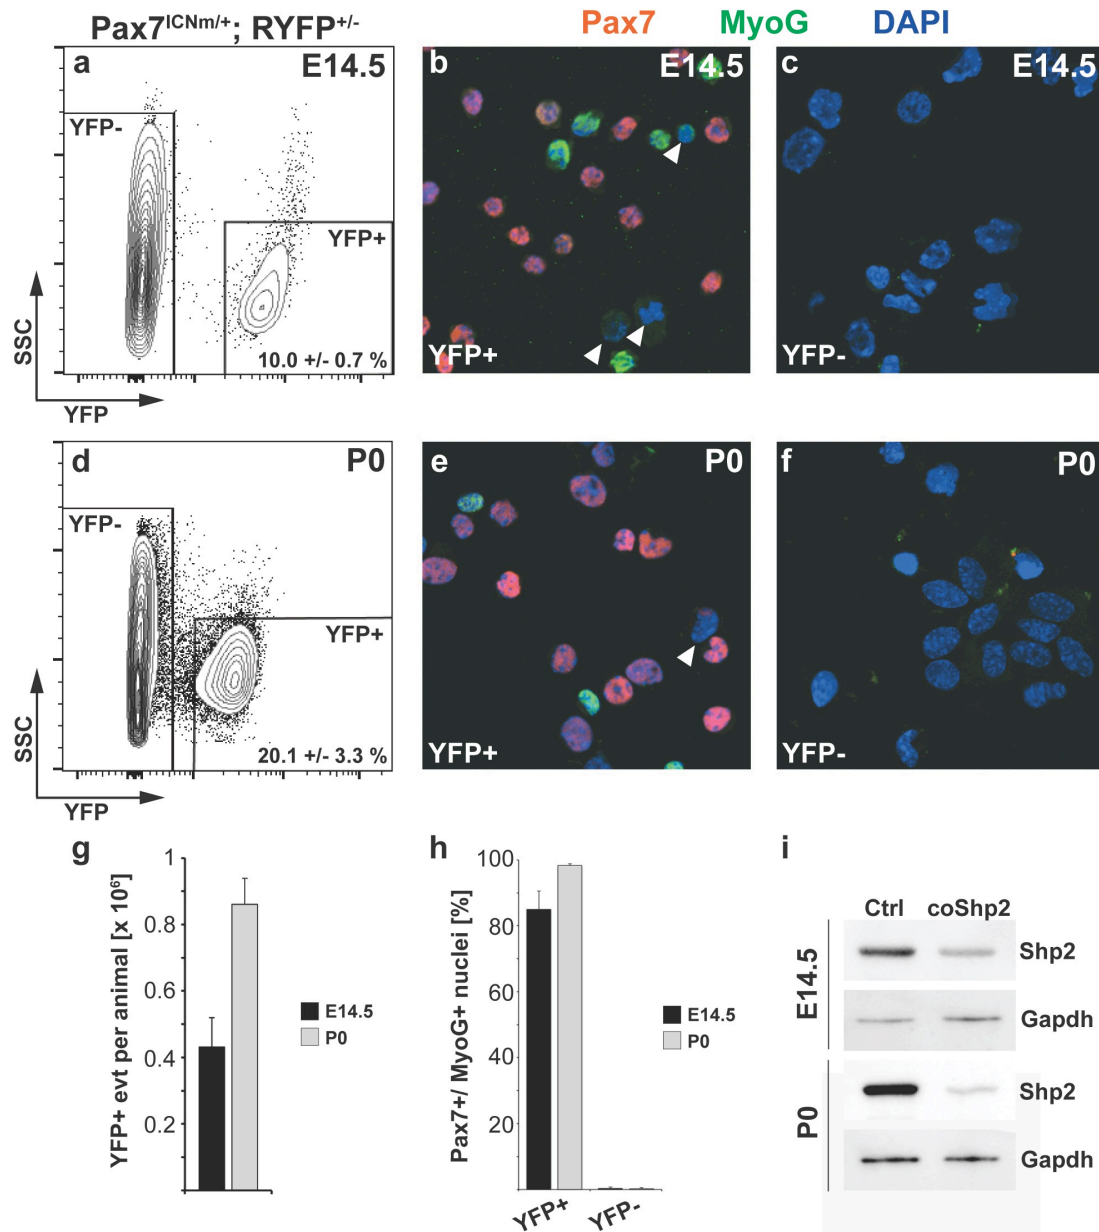 Pax7ICNm/+; RYFP+/-
Pax7 MyoG DAPI
a
E14.5
YFP-
YFP+
10.0 +/- 0.7 %
SSC
YFP
b
E14.5
YFP+
c
E14.5
YFP-
d
P0
YFP-
YFP+
20.1 +/- 3.3 %
SSC
YFP
e
P0
YFP+
f
P0
YFP-
g
YFP+ evt per animal [x 10⁶]
1
0.8
0.6
0.4
0.2
E14.5
P0
h
Pax7+/ MyoG+ nuclei [%]
100
80
60
40
20
YFP+
YFP-
E14.5
P0
i
Ctrl coShp2
E14.5
Shp2
Gapdh
P0
Shp2
Gapdh